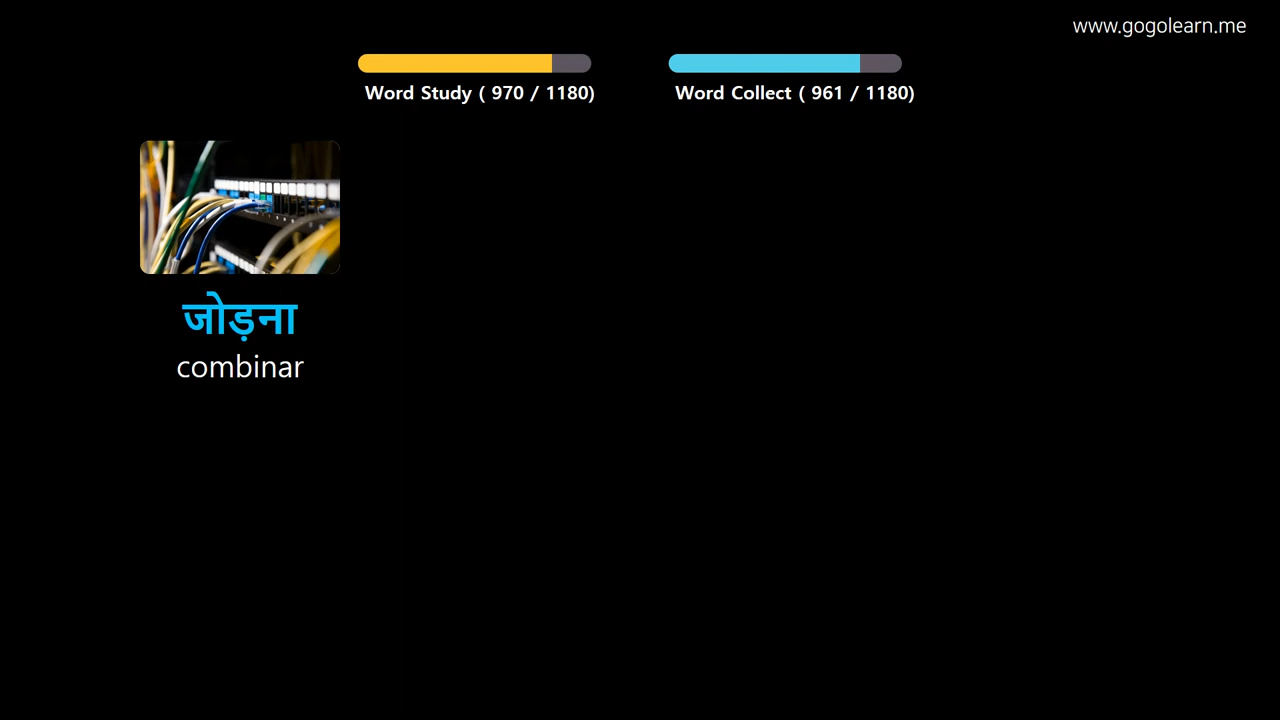 www.gogolearn.me
Word Study ( 970 / 1180)
Word Collect ( 961 / 1180)
जोड़ना
combinar